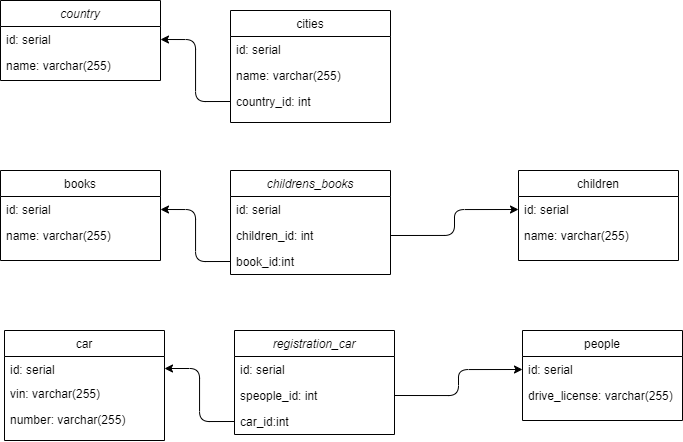 country
id: serial
name: varchar(255)
cities
id: serial
name: varchar(255)
country_id: int
books
id: serial
name: varchar(255)
childrens_books
id: serial
children_id: int
book_id:int
children
id: serial
name: varchar(255)
car
id: serial
vin: varchar(255)
number: varchar(255)
registration_car
id: serial
speople_id: int
car_id:int
people
id: serial
drive_license: varchar(255)